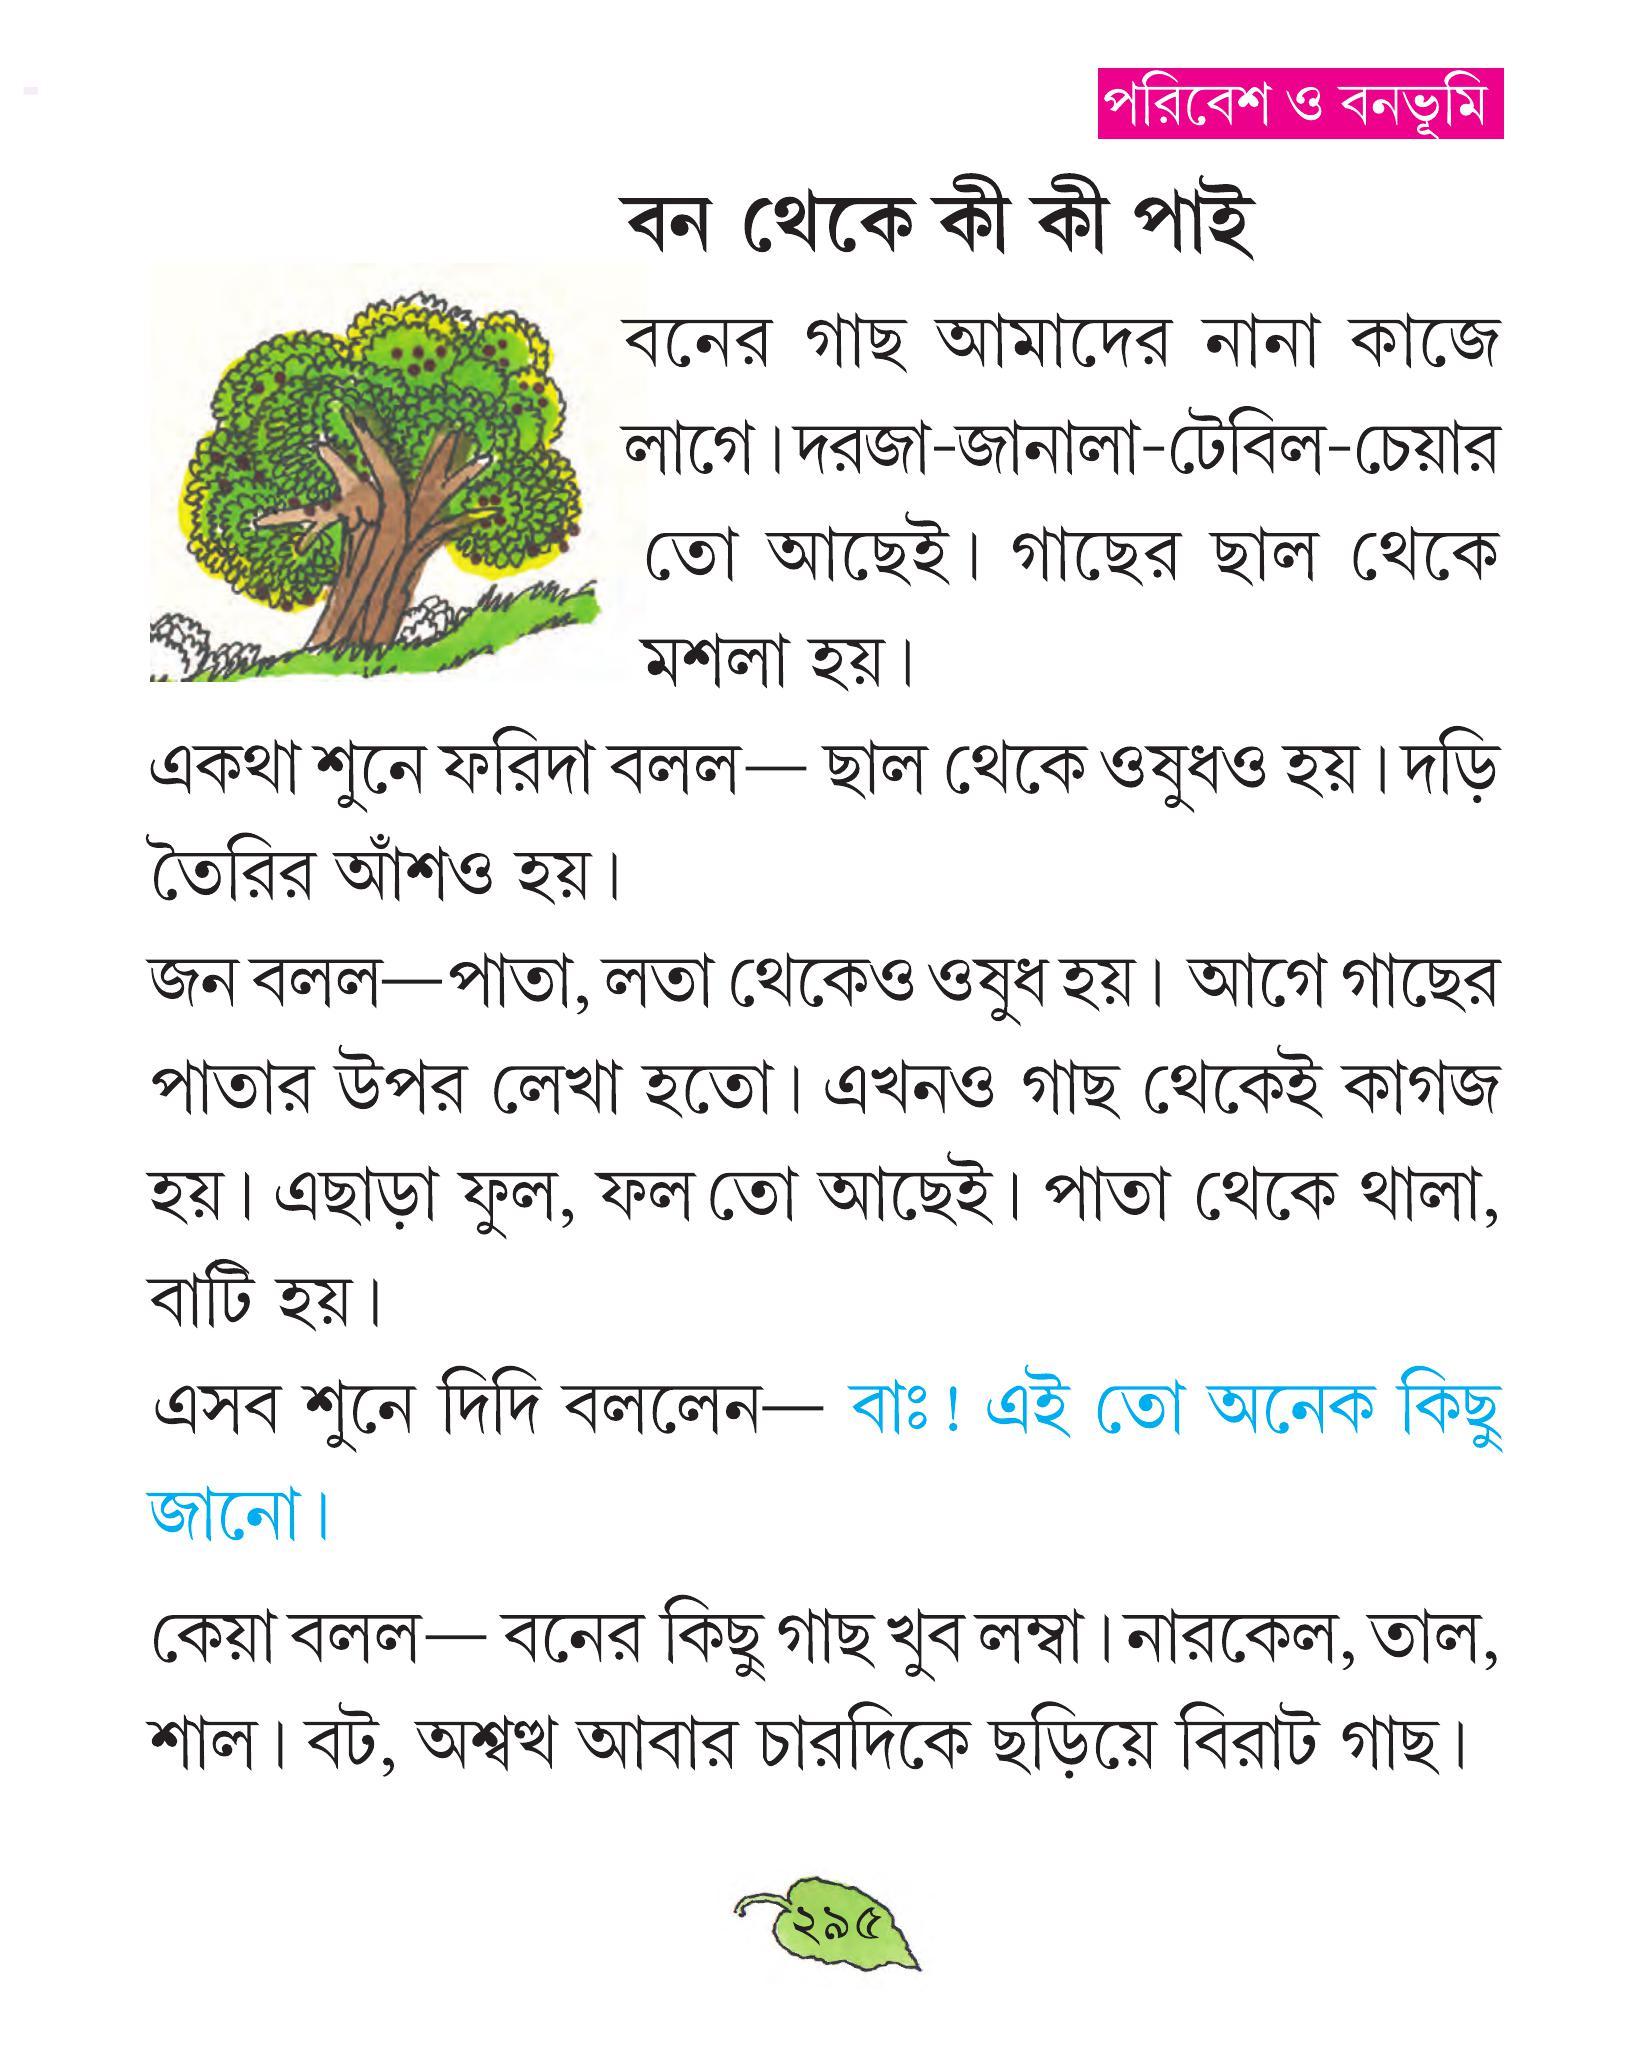 পরিবেশ ও বনভূমি
বন থেকে কী কী পাই
বনের গাছ আমাদের নানা কাজে
লাগে। দরজা-জানালা-টেবিল-চেয়ার
তো আছেই। গাছের ছাল থেকে
মশলা হয়।
একথা শুনে ফরিদা বলল— ছাল থেকে ওষুধও হয়। দড়ি
তৈরির আঁশও হয়।
জন বলল—পাতা, লতা থেকেও ওষুধ হয়। আগে গাছের
পাতার উপর লেখা হতো। এখনও গাছ থেকেই কাগজ
হয়। এছাড়া ফুল, ফল তো আছেই। পাতা থেকে থালা,
বাটি হয়।
এসব শুনে দিদি বললেন— বাঃ! এই তো অনেক কিছু
জানো।
কেয়া বলল— বনের কিছু গাছ খুব লম্বা। নারকেল, তাল,
শাল। বট, অশ্বত্থ আবার চারদিকে ছড়িয়ে বিরাট গাছ।
২৯৫